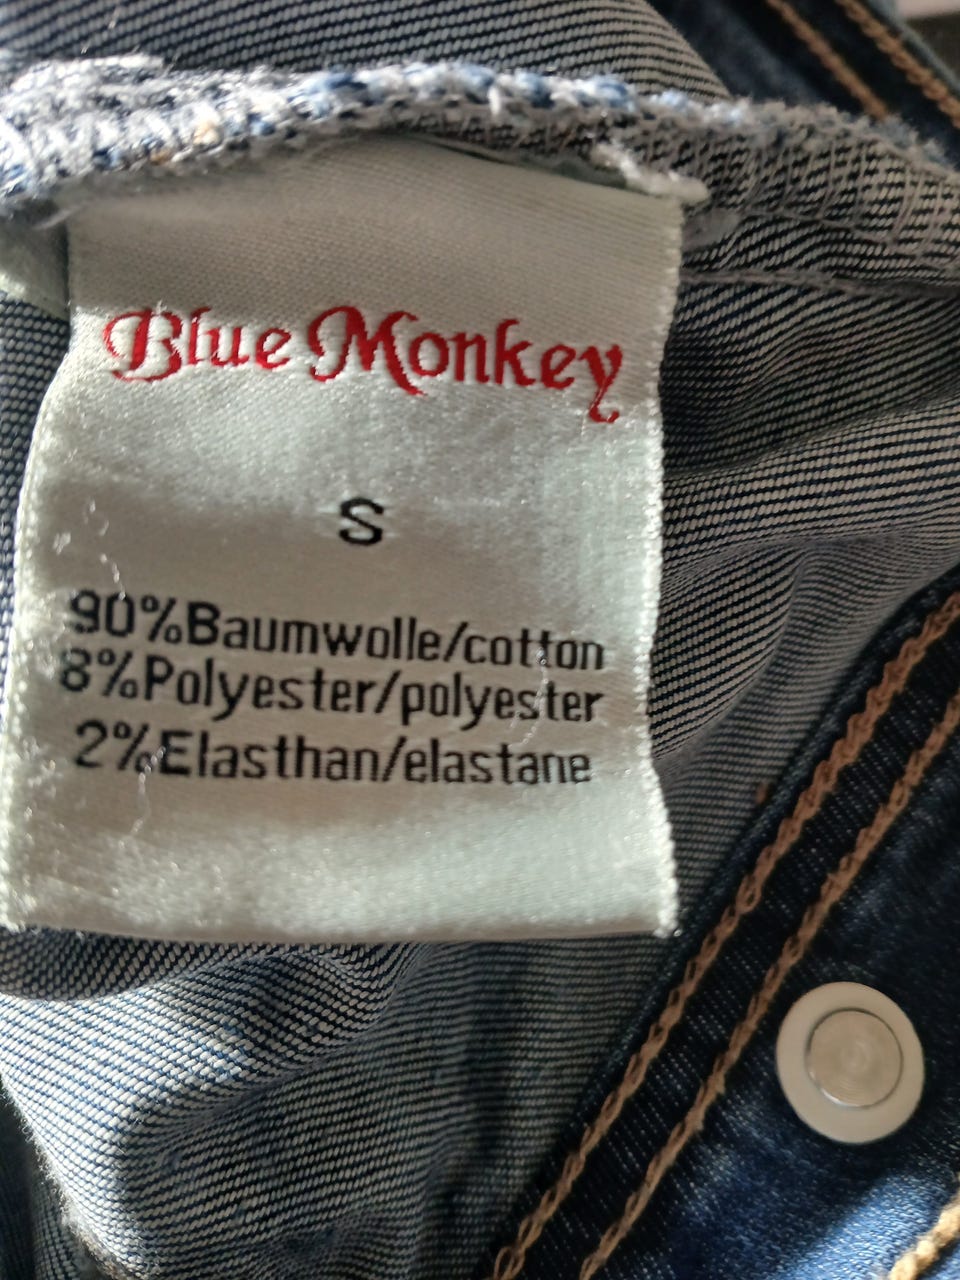 Blue Monkey
S
90%Baumwolle/cotton
8%Polyester/polyester
2%Elasthan/elastane